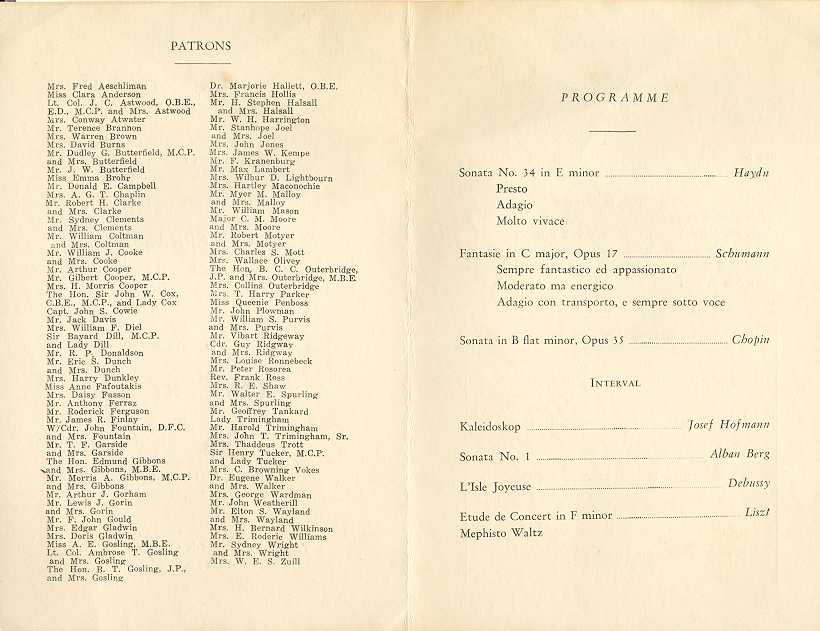 PATRONS
Mrs. Fred Aeschliman
Miss Clara Anderson
Lt. Col. J. C. Astwood, O.B.E.,
E.D., M.C.P. and Mrs. Astwood
Mrs. Conway Atwater
Mr. Terence Brannon
Mrs. Warren Brown
Mrs. David Burns
Mr. Dudley G. Butterfield, M.C.P.
and Mrs. Butterfield
Mr. J. W. Butterfield
Miss Emma Brohr
Mr. Donald E. Campbell
Mrs. A. G. T. Chaplin
Mr. Robert H. Clarke
and Mrs. Clarke
Mr. Sydney Clements
and Mrs. Clements
Mr. William Coltman
and Mrs. Coltman
Mr. William J. Cooke
and Mrs. Cooke
Mr. Arthur Cooper
Mr. Gilbert Cooper, M.C.P.
Mrs. H. Morris Cooper
The Hon. Sir John W. Cox,
C.B.E., M.C.P., and Lady Cox
Capt. John S. Cowie
Mr. Jack Davis
Mrs. William F. Diel
Sir Bayard Dill, M.C.P.
and Lady Dill
Mr. R. P. Donaldson
Mr. Eric S. Dunch
and Mrs. Dunch
Mrs. Harry Dunkley
Miss Anne Fafoutakis
Mrs. Daisy Fasson
Mr. Anthony Ferraz
Mr. Roderick Ferguson
Mr. James R. Finlay
W/Cdr. John Fountain, D.F.C.
and Mrs. Fountain
Mr. T. F. Garside
and Mrs. Garside
The Hon. Edmund Gibbons
and Mrs. Gibbons, M.B.E.
Mr. Morris A. Gibbons, M.C.P.
and Mrs. Gibbons
Mr. Arthur J. Gorham
Mr. Lewis J. Gorin
and Mrs. Gorin
Mr. F. John Gould
Mrs. Edgar Gladwin
Mrs. Doris Gladwin
Miss A. E. Gosling, M.B.E.
Lt. Col. Ambrose T. Gosling
and Mrs. Gosling
The Hon. B. T. Gosling, J.P.,
and Mrs. Gosling
Dr. Marjorie Hallett, O.B.E.
Mrs. Francis Hollis
Mr. H. Stephen Halsall
and Mrs. Halsall
Mr. W. H. Harrington
Mr. Stanhope Joel
and Mrs. Joel
Mrs. John Jones
Mrs. James W. Kempe
Mr. F. Kranenburg
Mr. Max Lambert
Mrs. Wilbur D. Lightbourn
Mrs. Hartley Maconochie
Mr. Myer M. Malloy
and Mrs. Malloy
Mr. William Mason
Major C. M. Moore
and Mrs. Moore
Mr. Robert Motyer
and Mrs. Motyer
Mrs. Charles S. Mott
Mrs. Wallace Olivey
The Hon. B. C. C. Outerbridge,
J.P. and Mrs. Outerbridge, M.B.E.
Mrs. Collins Outerbridge
Mrs. T. Harry Parker
Miss Queenie Penboss
Mr. John Plowman
Mr. William S. Purvis
and Mrs. Purvis
Mr. Vibart Ridgeway
Cdr. Guy Ridgway
and Mrs. Ridgway
Mrs. Louise Ronnebeck
Mr. Peter Rosorea
Rev. Frank Ross
Mrs. R. E. Shaw
Mr. Walter E. Spurling
and Mrs. Spurling
Mr. Geoffrey Tankard
Lady Trimingham
Mr. Harold Trimingham
Mrs. John T. Trimingham, Sr.
Mrs. Thaddeus Trott
Sir Henry Tucker, M.C.P.
and Lady Tucker
Mrs. C. Browning Vokes
Dr. Eugene Walker
and Mrs. Walker
Mrs. George Wardman
Mr. John Weatherill
Mr. Elton S. Wayland
and Mrs. Wayland
Mrs. H. Bernard Wilkinson
Mrs. E. Roderic Williams
Mr. Sydney Wright
and Mrs. Wright
Mrs. W. E. S. Zuill
PROGRAMME
Sonata No. 34 in E minor Haydn
Presto
Adagio
Molto vivace
Fantasie in C major, Opus 17 Schumann
Sempre fantastico ed appassionato
Moderato ma energico
Adagio con transporto, e sempre sotto voce
Sonata in B flat minor, Opus 35 Chopin
INTERVAL
Kaleidoskop Josef Hofmann
Sonata No. 1 Alban Berg
L'Isle Joyeuse Debussy
Etude de Concert in F minor Liszt
Mephisto Waltz